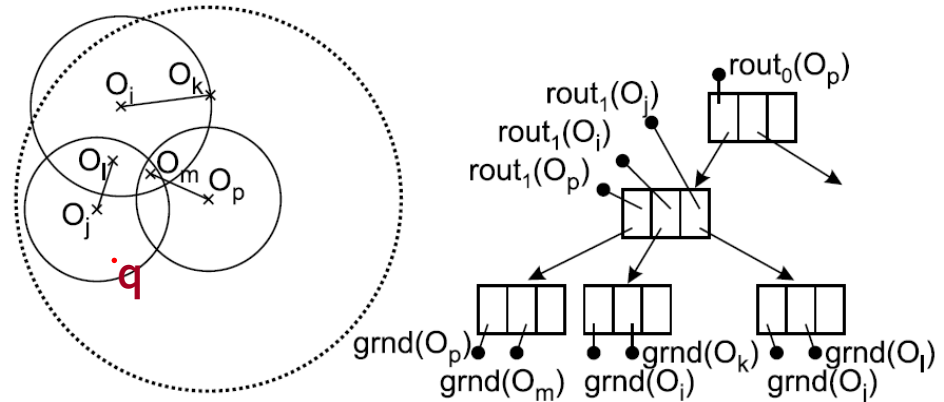 O_i
O_k
O_l
O_m
O_p
O_j
q
rout_0(O_p)
rout_1(O_j)
rout_1(O_i)
rout_1(O_p)
grnd(O_p)
grnd(O_k)
grnd(O_l)
grnd(O_m)
grnd(O_i)
grnd(O_j)